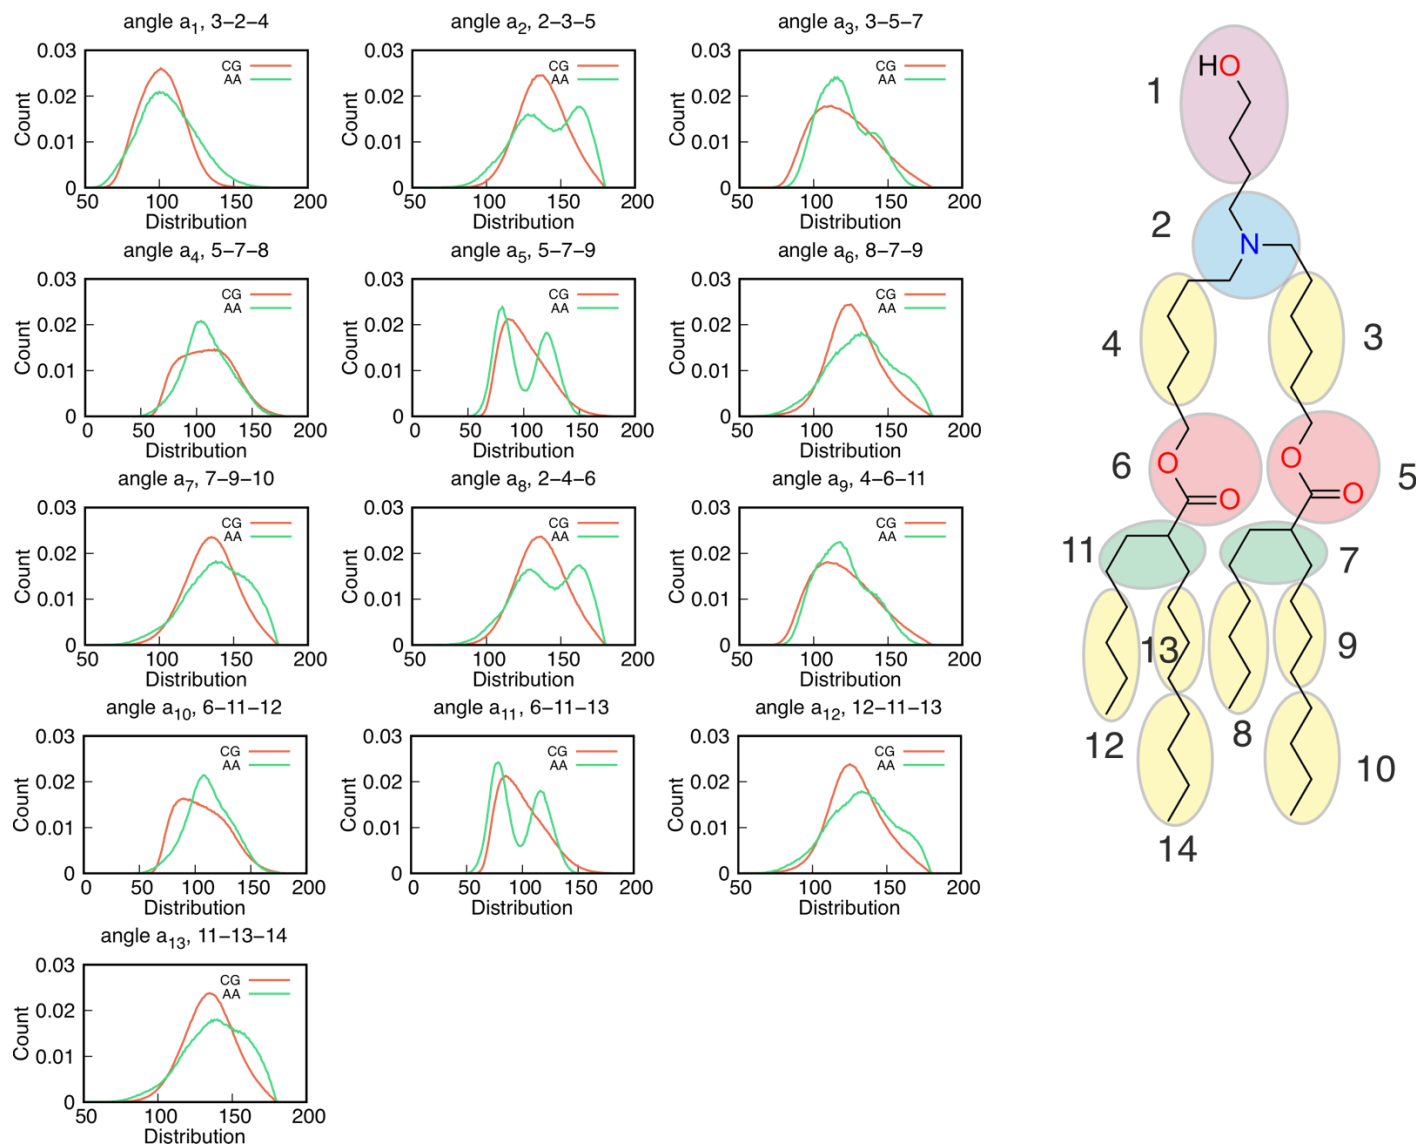 angle a1, 3−2−4
0.03
0.02
0.01
0
Count
CG
AA
50 100 150 200
Distribution
angle a2, 2−3−5
0.03
0.02
0.01
0
Count
CG
AA
50 100 150 200
Distribution
angle a3, 3−5−7
0.03
0.02
0.01
0
Count
CG
AA
50 100 150 200
Distribution
angle a4, 5−7−8
0.03
0.02
0.01
0
Count
CG
AA
0 50 100 150 200
Distribution
angle a5, 5−7−9
0.03
0.02
0.01
0
Count
CG
AA
0 50 100 150 200
Distribution
angle a6, 8−7−9
0.03
0.02
0.01
0
Count
CG
AA
50 100 150 200
Distribution
angle a7, 7−9−10
0.03
0.02
0.01
0
Count
CG
AA
50 100 150 200
Distribution
angle a8, 2−4−6
0.03
0.02
0.01
0
Count
CG
AA
50 100 150 200
Distribution
angle a9, 4−6−11
0.03
0.02
0.01
0
Count
CG
AA
50 100 150 200
Distribution
angle a10, 6−11−12
0.03
0.02
0.01
0
Count
CG
AA
0 50 100 150 200
Distribution
angle a11, 6−11−13
0.03
0.02
0.01
0
Count
CG
AA
0 50 100 150 200
Distribution
angle a12, 12−11−13
0.03
0.02
0.01
0
Count
CG
AA
50 100 150 200
Distribution
angle a13, 11−13−14
0.03
0.02
0.01
0
Count
CG
AA
50 100 150 200
Distribution
HO
1
2
N
4
3
6
O
O
5
O
O
11
7
13
9
12
8
10
14